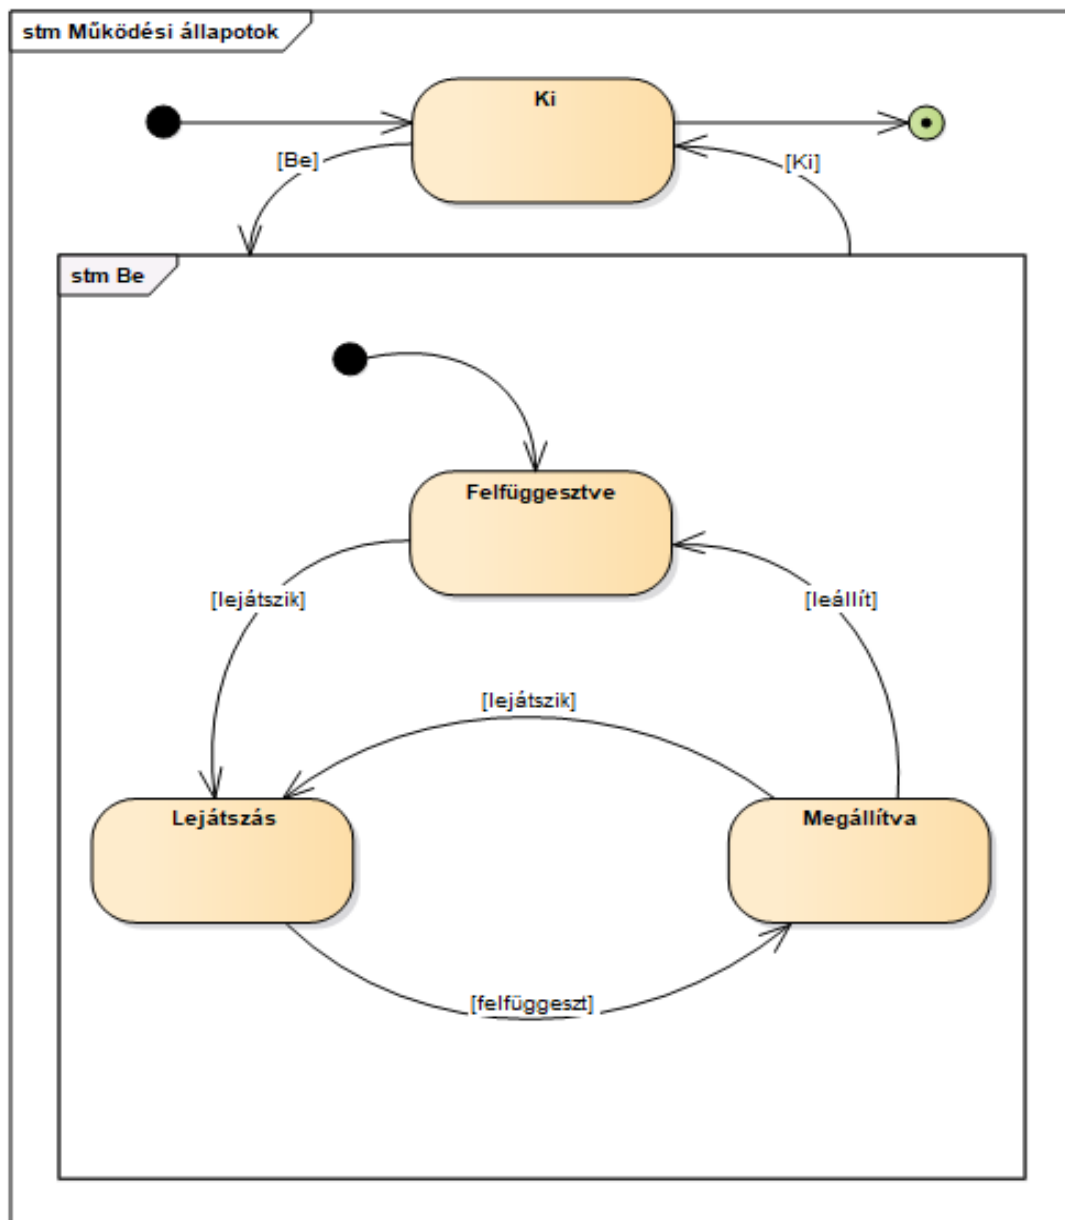 stm Működési állapotok
Ki
[Be]
[Ki]
stm Be
Felfüggesztve
[lejátszik]
[leállít]
[lejátszik]
Lejátszás
Megállítva
[felfüggeszt]